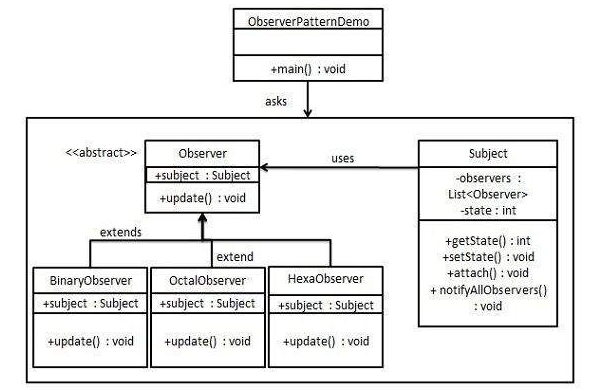 ObserverPatternDemo
+main() : void
asks
<<abstract>>
Observer
+subject : Subject
+update() : void
uses
Subject
-observers :
List<Observer>
-state : int
+getState() : int
+setState() : void
+attach() : void
+ notifyAllObservers()
: void
extends
extend
BinaryObserver
+subject : Subject
+update() : void
OctalObserver
+subject : Subject
+update() : void
HexaObserver
+subject : Subject
+update() : void